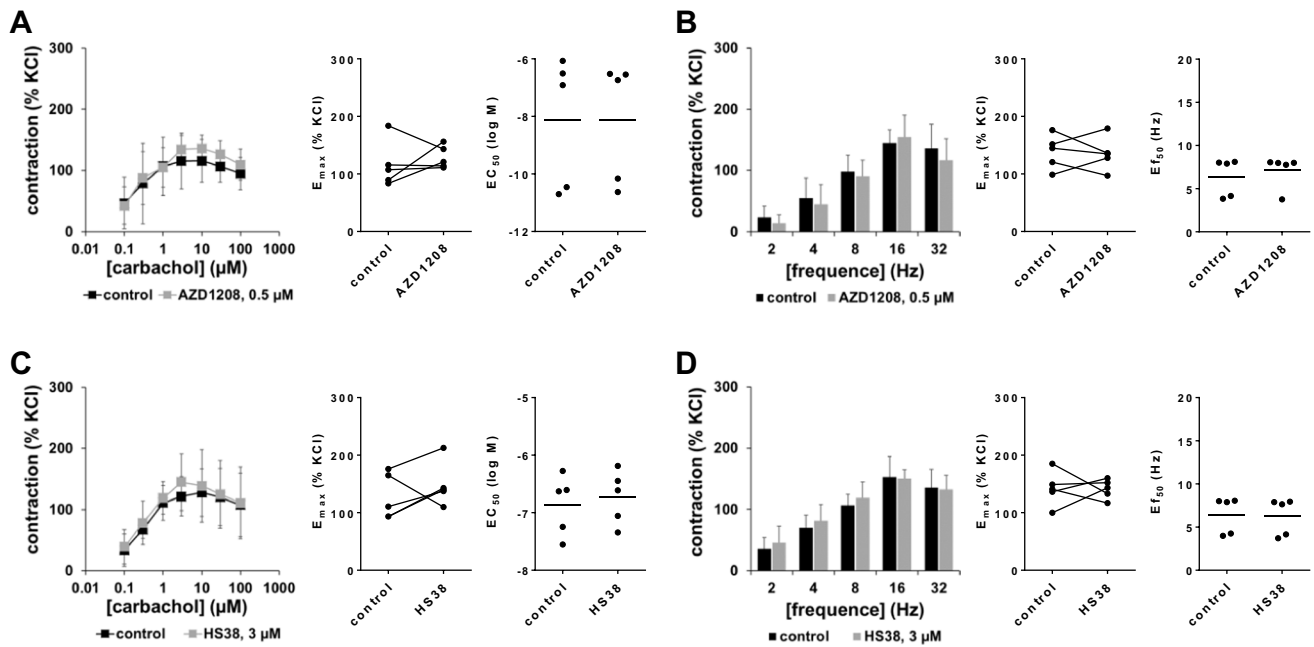 A
contraction (% KCl)
300
200
100
0
0.01 0.1 1 10 100 1000
[carbachol] (µM)
control AZD1208, 0.5 µM
Emax (% KCl)
300
200
100
0
control
AZD1208
EC50 (log M)
-6
-8
-10
-12
control
AZD1208
B
contraction (% KCl)
300
200
100
0
2 4 8 16 32
[frequence] (Hz)
control AZD1208, 0.5 µM
Emax (% KCl)
300
200
100
0
control
AZD1208
Ef50 (Hz)
20
15
10
5
0
control
AZD1208
C
contraction (% KCl)
300
200
100
0
0.01 0.1 1 10 100 1000
[carbachol] (µM)
control HS38, 3 µM
Emax (% KCl)
300
200
100
0
control
HS38
EC50 (log M)
-5
-6
-7
-8
control
HS38
D
contraction (% KCl)
300
200
100
0
2 4 8 16 32
[frequence] (Hz)
control HS38, 3 µM
Emax (% KCl)
300
200
100
0
control
HS38
Ef50 (Hz)
20
15
10
5
0
control
HS38